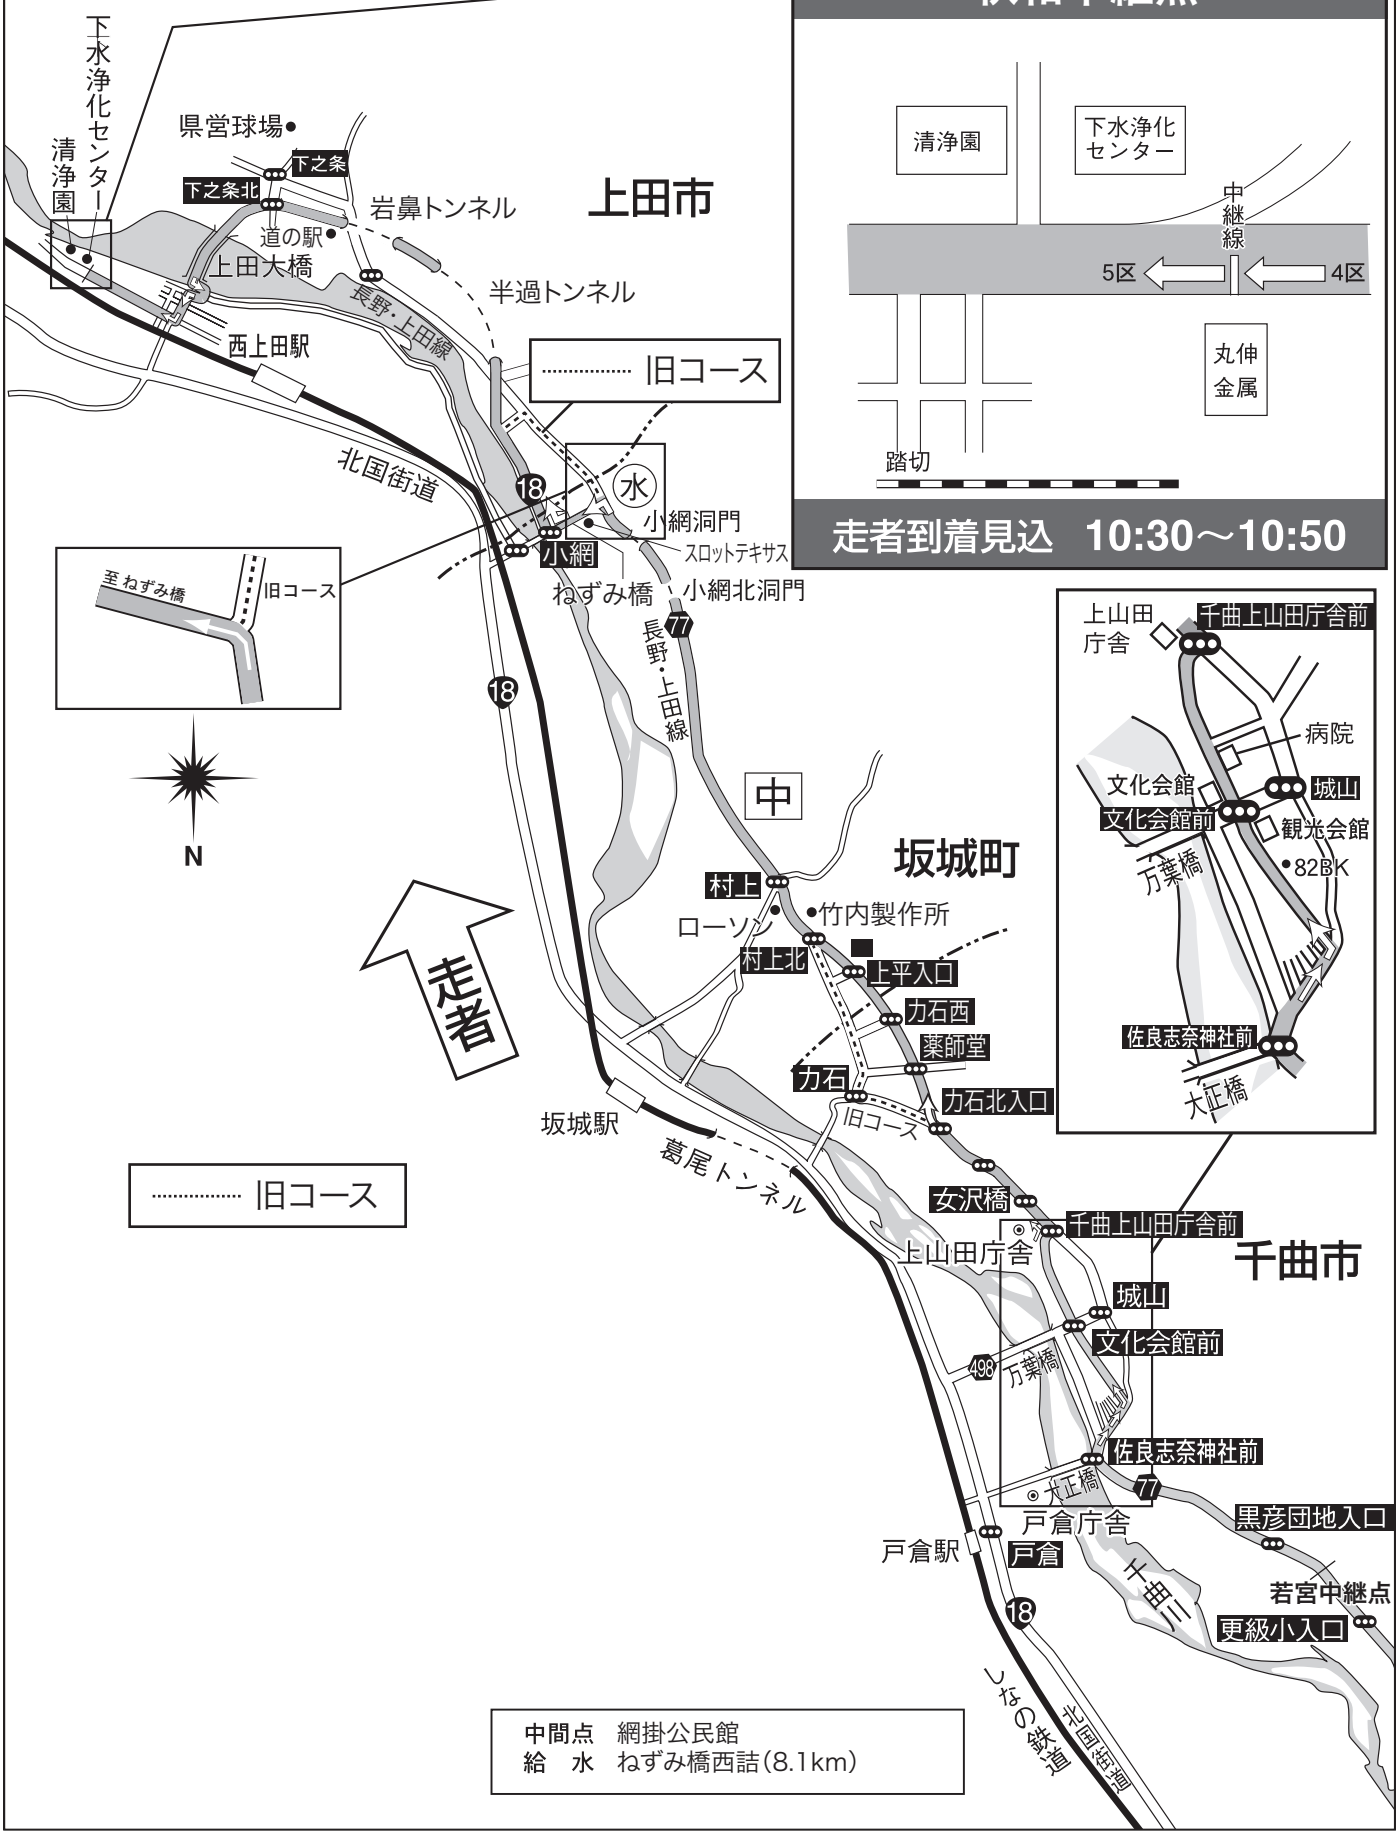 下水浄化センター
清浄園
県営球場
下之条
下之条北
岩鼻トンネル
上田市
道の駅
上田大橋
半過トンネル
長野・上田線
西上田駅
旧コース
北国街道
18
水
小網洞門
小網
スロットテキサス
ねずみ橋
小網北洞門
77
長野・上田線
至 ねずみ橋
旧コース
18
N
清浄園
下水浄化
センター
中継線
5区
4区
丸伸
金属
踏切
走者到着見込 10:30〜10:50
上山田
庁舎
千曲上山田庁舎前
病院
文化会館
城山
文化会館前
観光会館
万葉橋
82BK
佐良志奈神社前
大正橋
中
坂城町
村上
ローソン
竹内製作所
村上北
上平入口
力石西
薬師堂
力石
力石北入口
旧コース
走者
坂城駅
葛尾トンネル
旧コース
女沢橋
千曲上山田庁舎前
上山田庁舎
千曲市
城山
文化会館前
498
万葉橋
佐良志奈神社前
大正橋
77
戸倉庁舎
黒彦団地入口
戸倉駅
戸倉
千曲川
若宮中継点
18
更級小入口
しなの鉄道
北国街道
中間点 網掛公民館
給 水 ねずみ橋西詰(8.1km)